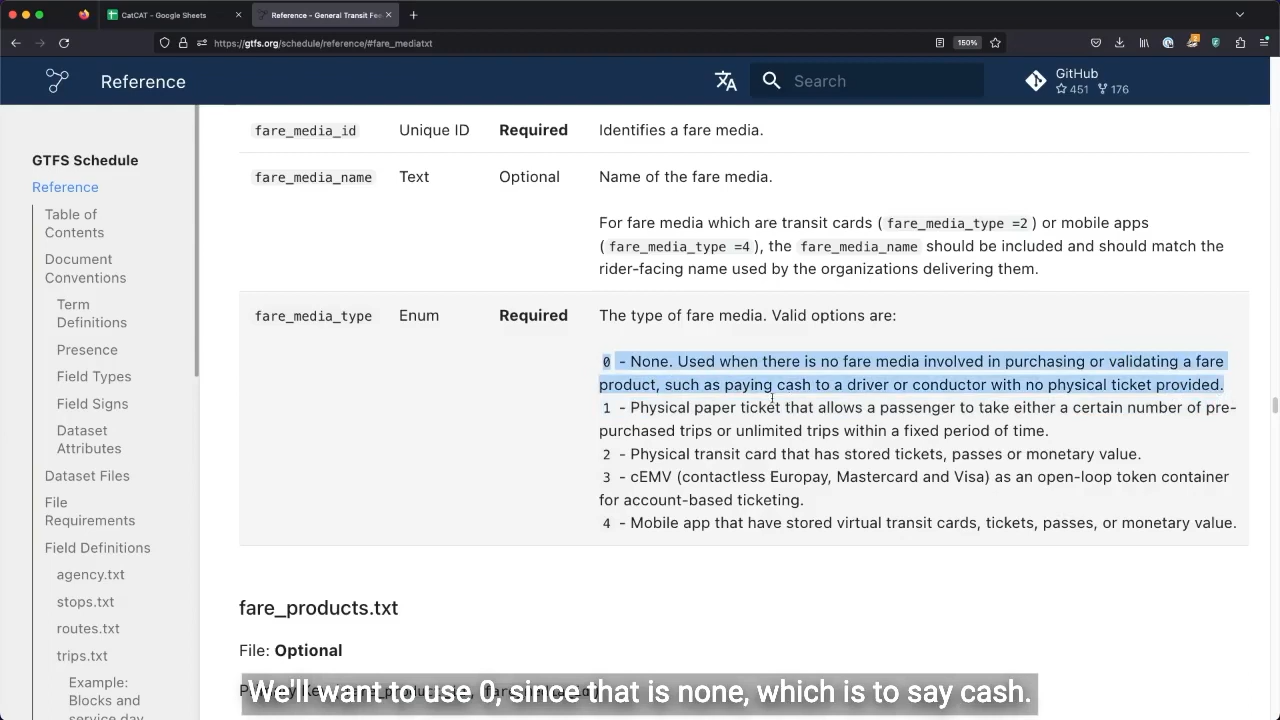 CatCAT - Google Sheets
Reference - General Transit Fee
https://gtfs.org/schedule/reference/#fare_mediatxt
150%
Reference
Search
GitHub
451 176
GTFS Schedule
Reference
Table of
Contents
Document
Conventions
Term
Definitions
Presence
Field Types
Field Signs
Dataset
Attributes
Dataset Files
File
Requirements
Field Definitions
agency.txt
stops.txt
routes.txt
trips.txt
Example:
Blocks and
service day
fare_media_id Unique ID Required Identifies a fare media.
fare_media_name Text Optional Name of the fare media.
For fare media which are transit cards ( fare_media_type =2 ) or mobile apps
( fare_media_type =4 ), the fare_media_name should be included and should match the
rider-facing name used by the organizations delivering them.
fare_media_type Enum Required The type of fare media. Valid options are:
0 - None. Used when there is no fare media involved in purchasing or validating a fare
product, such as paying cash to a driver or conductor with no physical ticket provided.
1 - Physical paper ticket that allows a passenger to take either a certain number of pre-
purchased trips or unlimited trips within a fixed period of time.
2 - Physical transit card that has stored tickets, passes or monetary value.
3 - cEMV (contactless Europay, Mastercard and Visa) as an open-loop token container
for account-based ticketing.
4 - Mobile app that have stored virtual transit cards, tickets, passes, or monetary value.
fare_products.txt
File: Optional
We'll want to use 0, since that is none, which is to say cash.